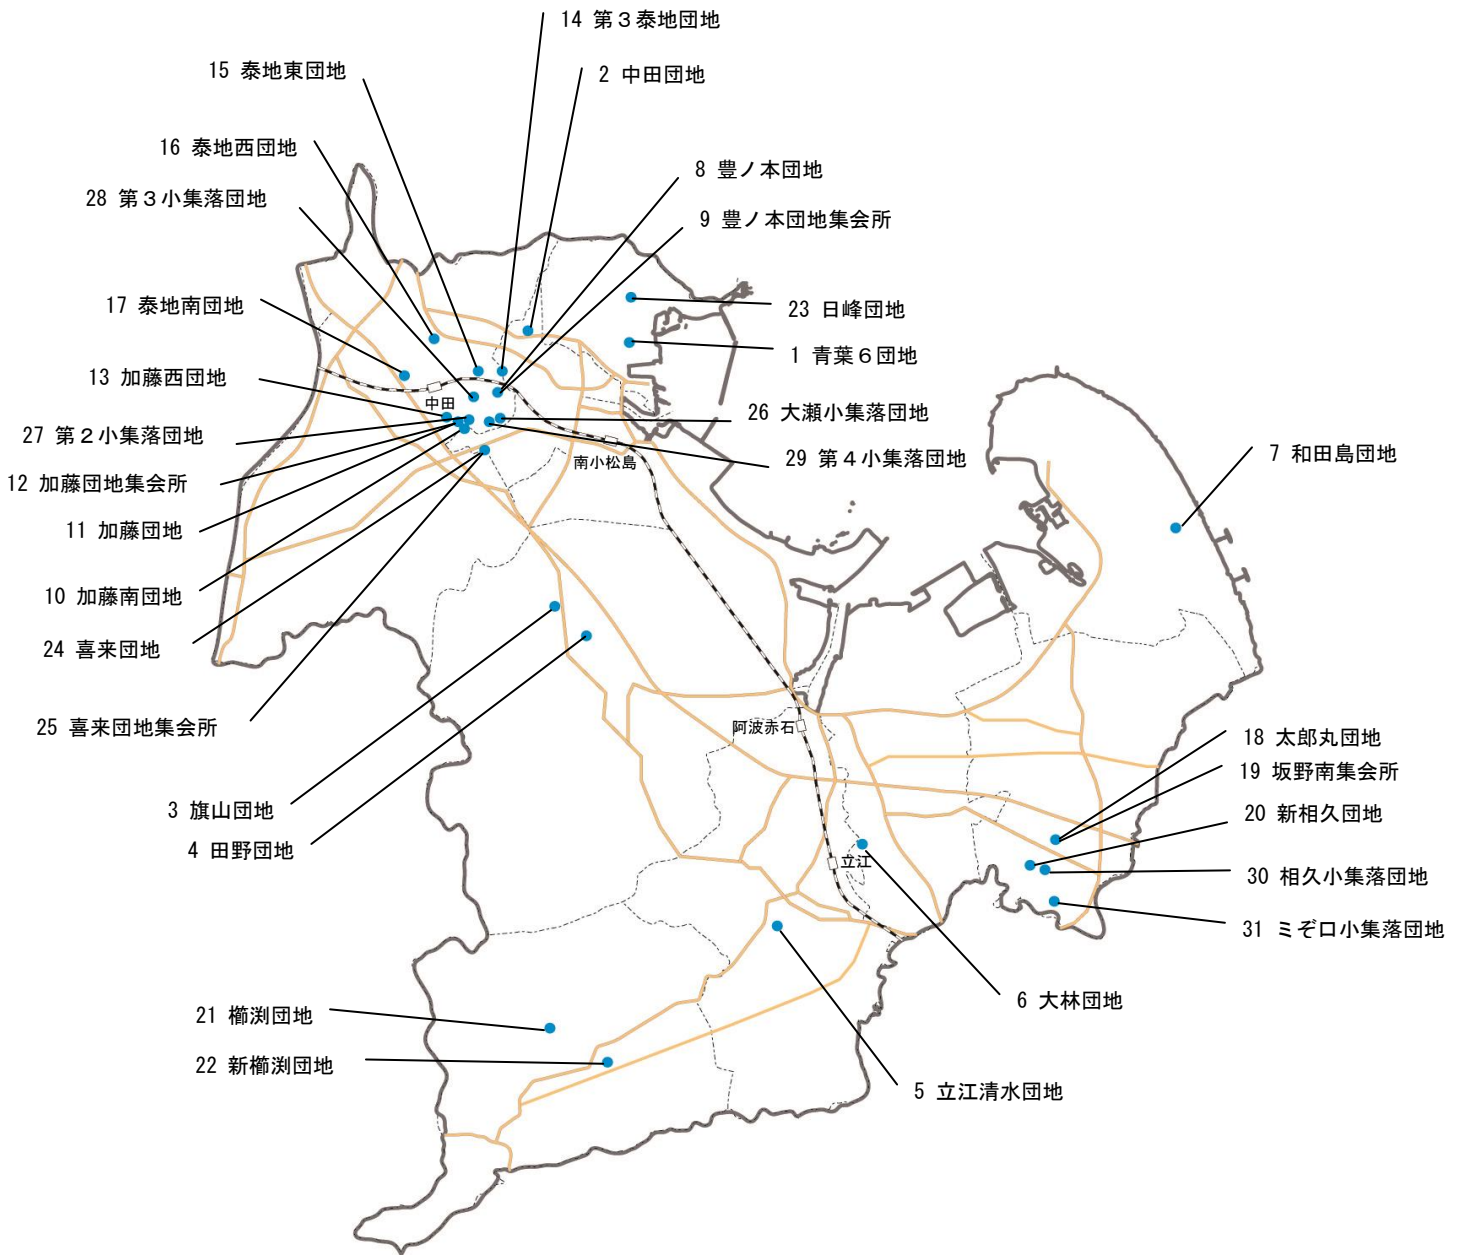 14 第３泰地団地
15 泰地東団地
2 中田団地
16 泰地西団地
8 豊ノ本団地
28 第３小集落団地
9 豊ノ本団地集会所
17 泰地南団地
23 日峰団地
1 青葉６団地
13 加藤西団地
中田
26 大瀬小集落団地
27 第２小集落団地
南小松島
29 第４小集落団地
7 和田島団地
12 加藤団地集会所
11 加藤団地
10 加藤南団地
24 喜来団地
25 喜来団地集会所
阿波赤石
18 太郎丸団地
19 坂野南集会所
3 旗山団地
20 新相久団地
4 田野団地
立江
30 相久小集落団地
31 ミぞロ小集落団地
6 大林団地
21 櫛渕団地
22 新櫛渕団地
5 立江清水団地